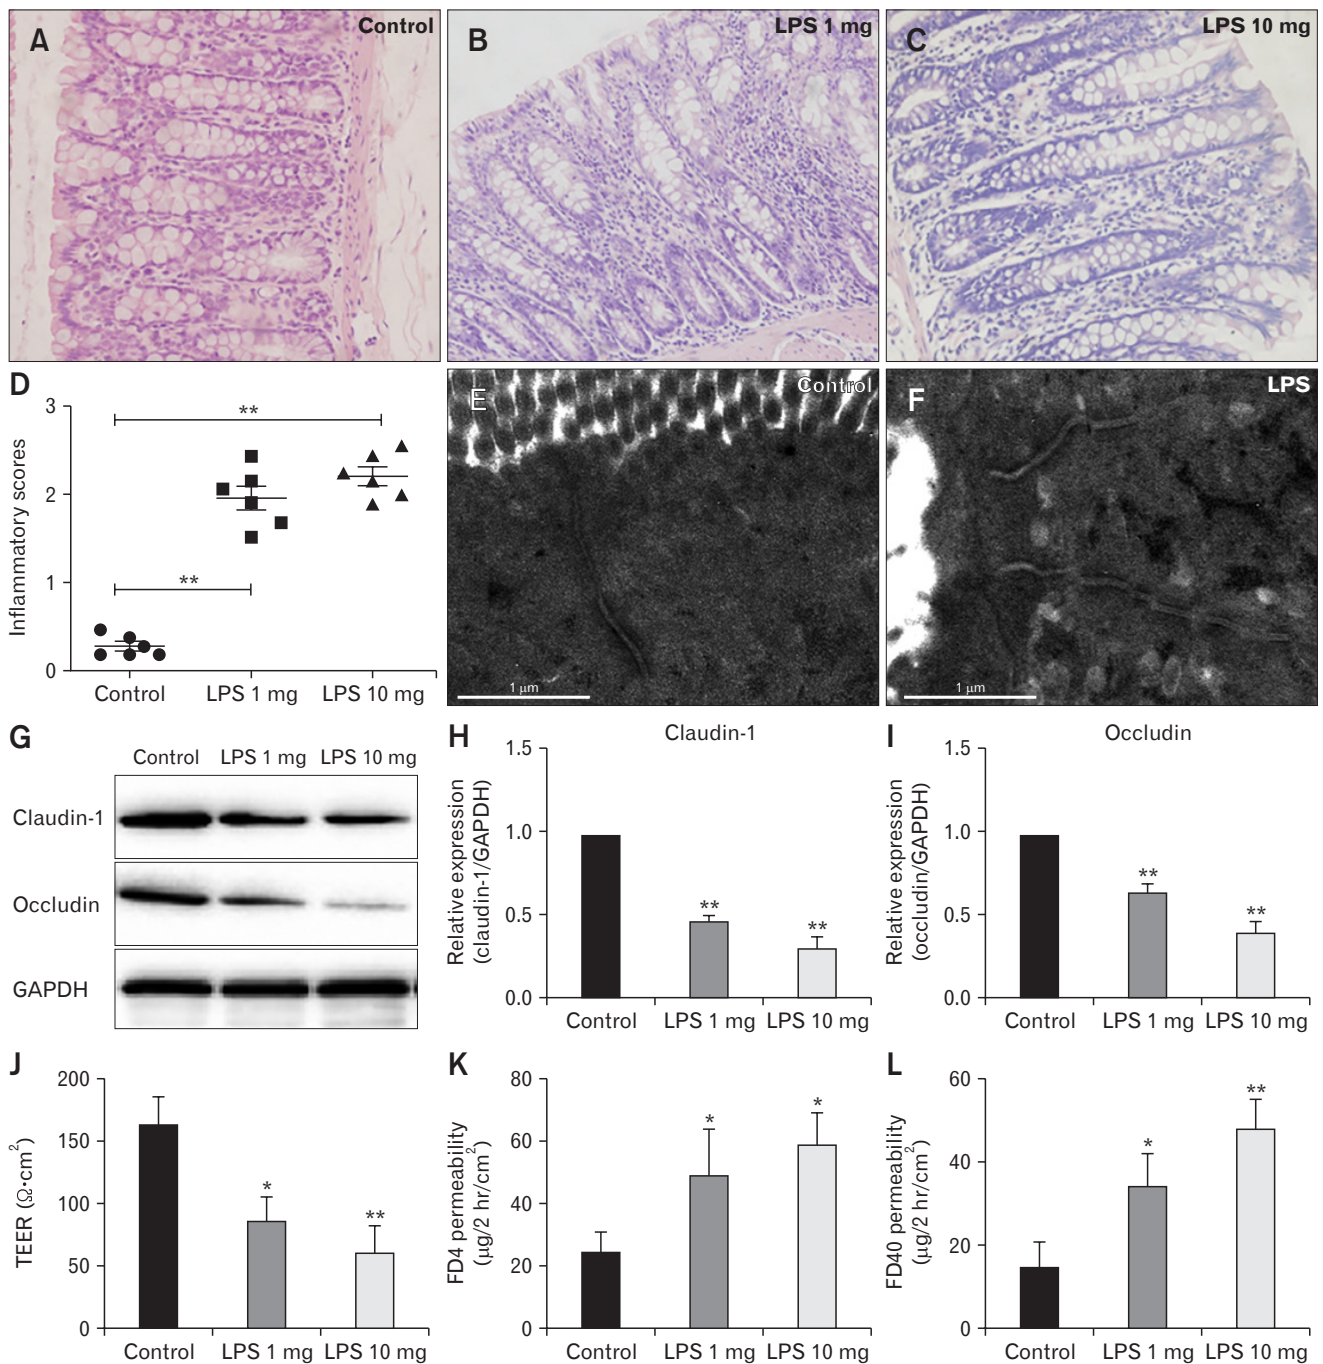 A
Control
B
LPS 1 mg
C
LPS 10 mg
D
Inflammatory scores
3
2
1
0
**
**
Control
LPS 1 mg
LPS 10 mg
E
Control
1 μm
F
LPS
1 μm
G
Control
LPS 1 mg
LPS 10 mg
Claudin-1
Occludin
GAPDH
H
Claudin-1
Relative expression
(claudin-1/GAPDH)
1.5
1.0
0.5
0.0
**
**
Control
LPS 1 mg
LPS 10 mg
I
Occludin
Relative expression
(occludin/GAPDH)
1.5
1.0
0.5
0.0
**
**
Control
LPS 1 mg
LPS 10 mg
J
TEER (Ω·cm²)
200
150
100
50
0
*
**
Control
LPS 1 mg
LPS 10 mg
K
FD4 permeability
(μg/2 hr/cm²)
80
60
40
20
0
*
*
Control
LPS 1 mg
LPS 10 mg
L
FD40 permeability
(μg/2 hr/cm²)
60
40
20
0
*
**
Control
LPS 1 mg
LPS 10 mg